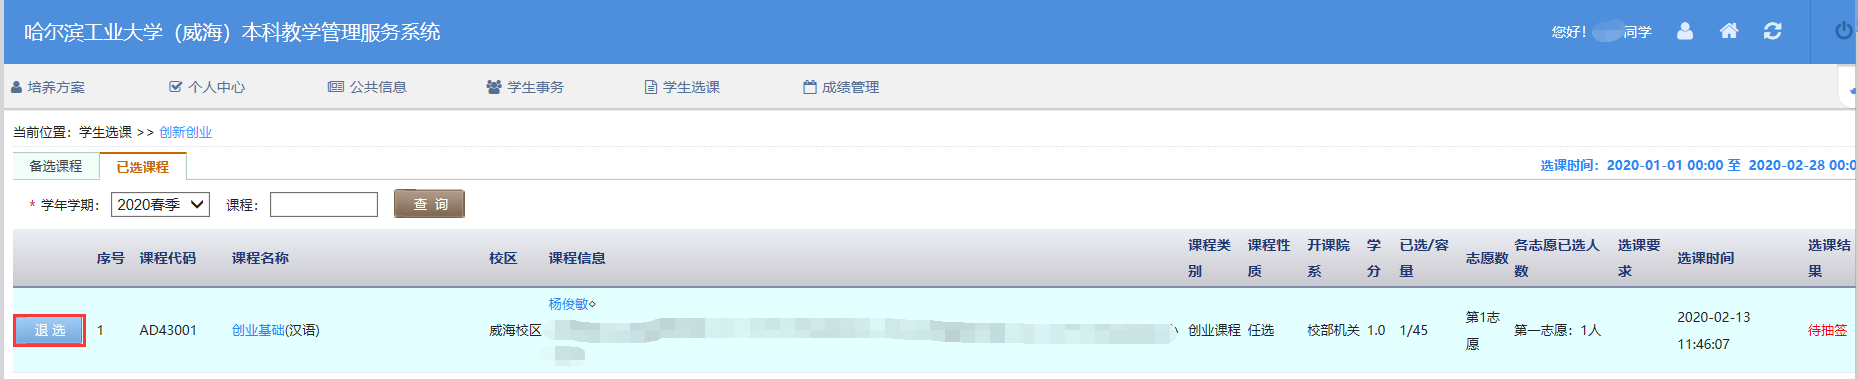 哈尔滨工业大学（威海）本科教学管理服务系统
您好！ 同学
培养方案 个人中心 公共信息 学生事务 学生选课 成绩管理
当前位置：学生选课 >> 创新创业
备选课程 已选课程 选课时间：2020-01-01 00:00 至 2020-02-28 00:0
* 学年学期： 2020春季 课程： 查 询
序号 课程代码 课程名称 校区 课程信息 课程类别 课程性质 开课院系 学分 已选/容量 志愿数 各志愿已选人数 选课要求 选课时间 选课结果
退 选 1 AD43001 创业基础(汉语) 威海校区 杨俊敏◇ 创业课程 任选 校部机关 1.0 1/45 第1志愿 第一志愿：1人 2020-02-13 11:46:07 待抽签